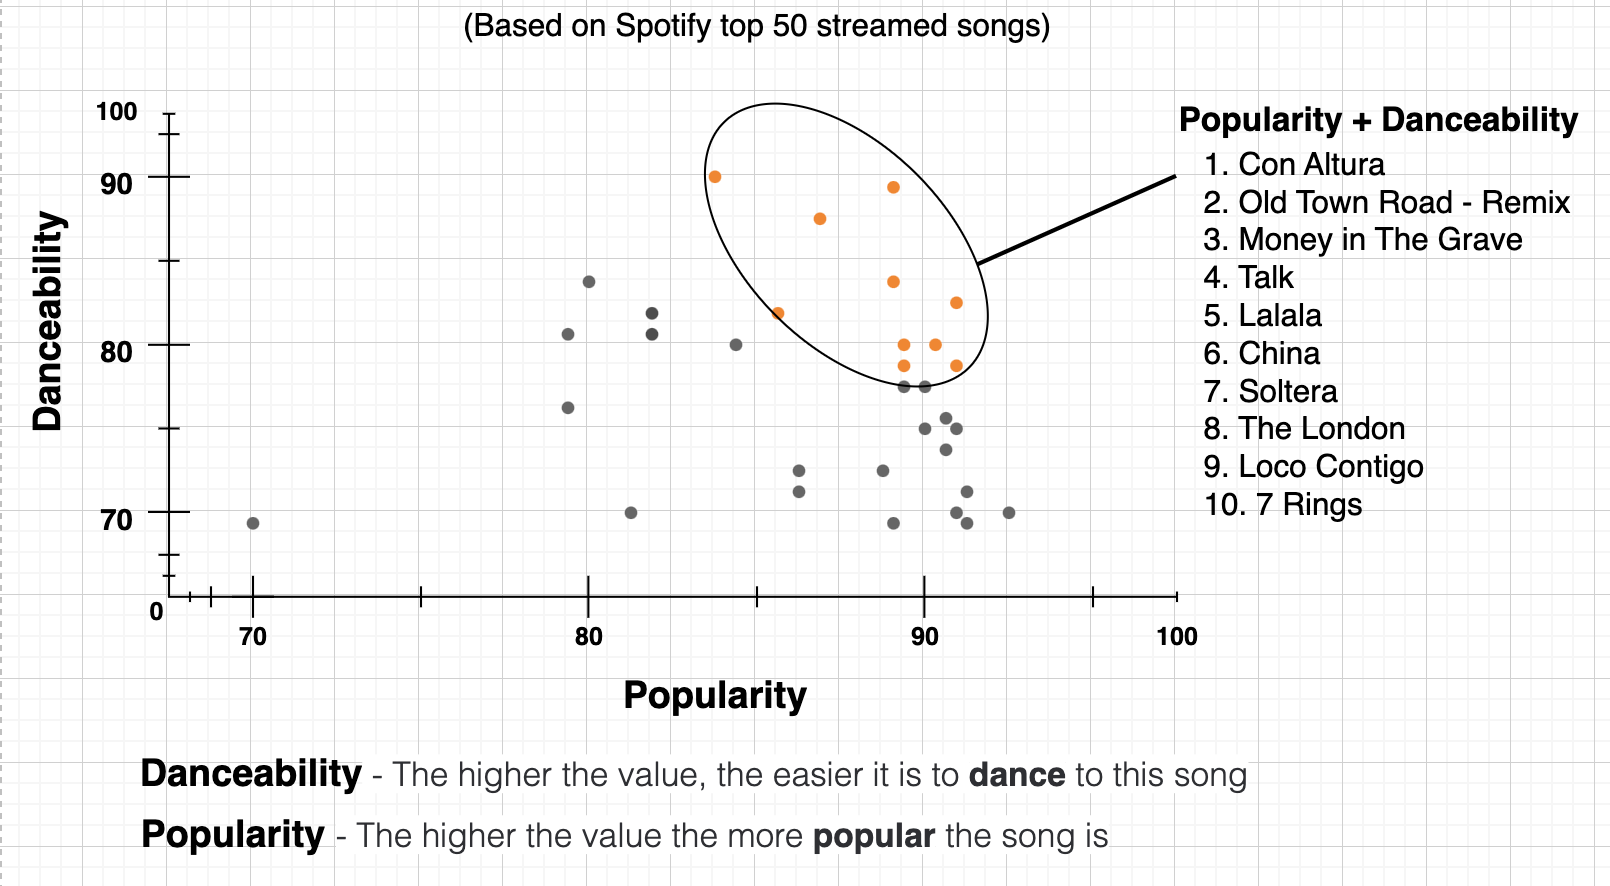 (Based on Spotify top 50 streamed songs)
100
90
80
70
0
Danceability
70
80
90
100
Popularity
Popularity + Danceability
1. Con Altura
2. Old Town Road - Remix
3. Money in The Grave
4. Talk
5. Lalala
6. China
7. Soltera
8. The London
9. Loco Contigo
10. 7 Rings
Danceability - The higher the value, the easier it is to dance to this song
Popularity - The higher the value the more popular the song is